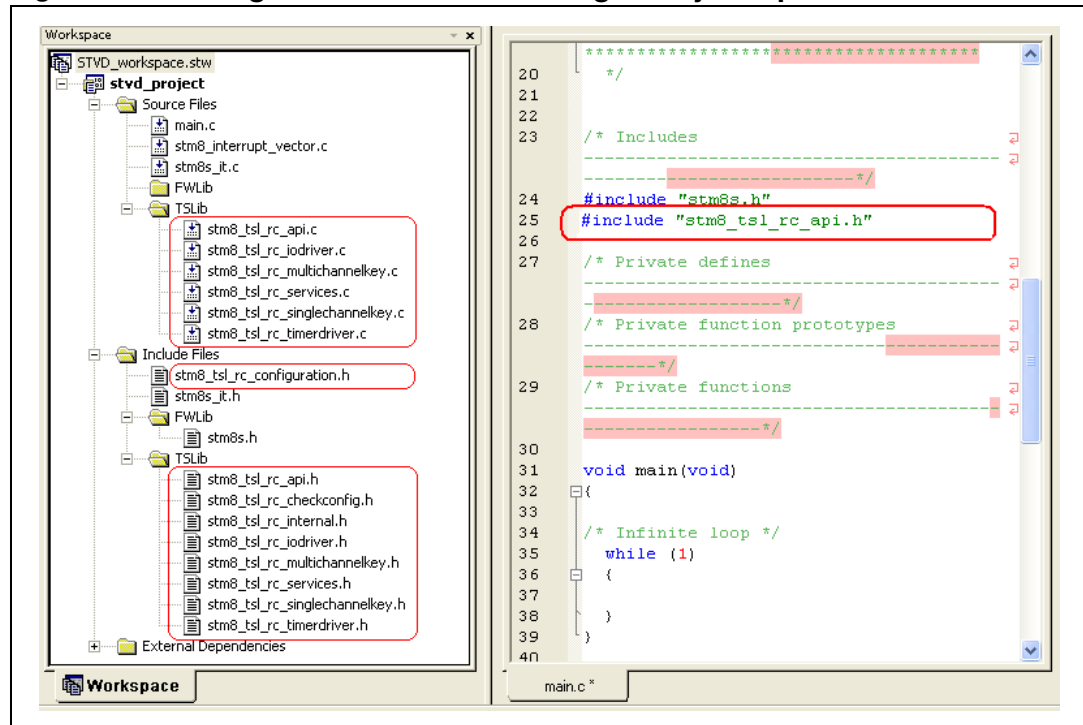 Workspace
STVD_workspace.stw
stvd_project
Source Files
main.c
stm8_interrupt_vector.c
stm8s_it.c
FWLib
TSLib
stm8_tsl_rc_api.c
stm8_tsl_rc_iodriver.c
stm8_tsl_rc_multichannelkey.c
stm8_tsl_rc_services.c
stm8_tsl_rc_singlechannelkey.c
stm8_tsl_rc_timerdriver.c
Include Files
stm8_tsl_rc_configuration.h
stm8s_it.h
FWLib
stm8s.h
TSLib
stm8_tsl_rc_api.h
stm8_tsl_rc_checkconfig.h
stm8_tsl_rc_internal.h
stm8_tsl_rc_iodriver.h
stm8_tsl_rc_multichannelkey.h
stm8_tsl_rc_services.h
stm8_tsl_rc_singlechannelkey.h
stm8_tsl_rc_timerdriver.h
External Dependencies
Workspace
**************************************
20 */
21
22
23 /* Includes
----------------------------------------
--------------------------*/
24 #include "stm8s.h"
25 #include "stm8_tsl_rc_api.h"
26
27 /* Private defines
----------------------------------------
-------------------*/
28 /* Private function prototypes
----------------------------------------
-------*/
29 /* Private functions
----------------------------------------
-----------------*/
30
31 void main(void)
32 {
33
34 /* Infinite loop */
35 while (1)
36 {
37
38 }
39 }
40
main.c *